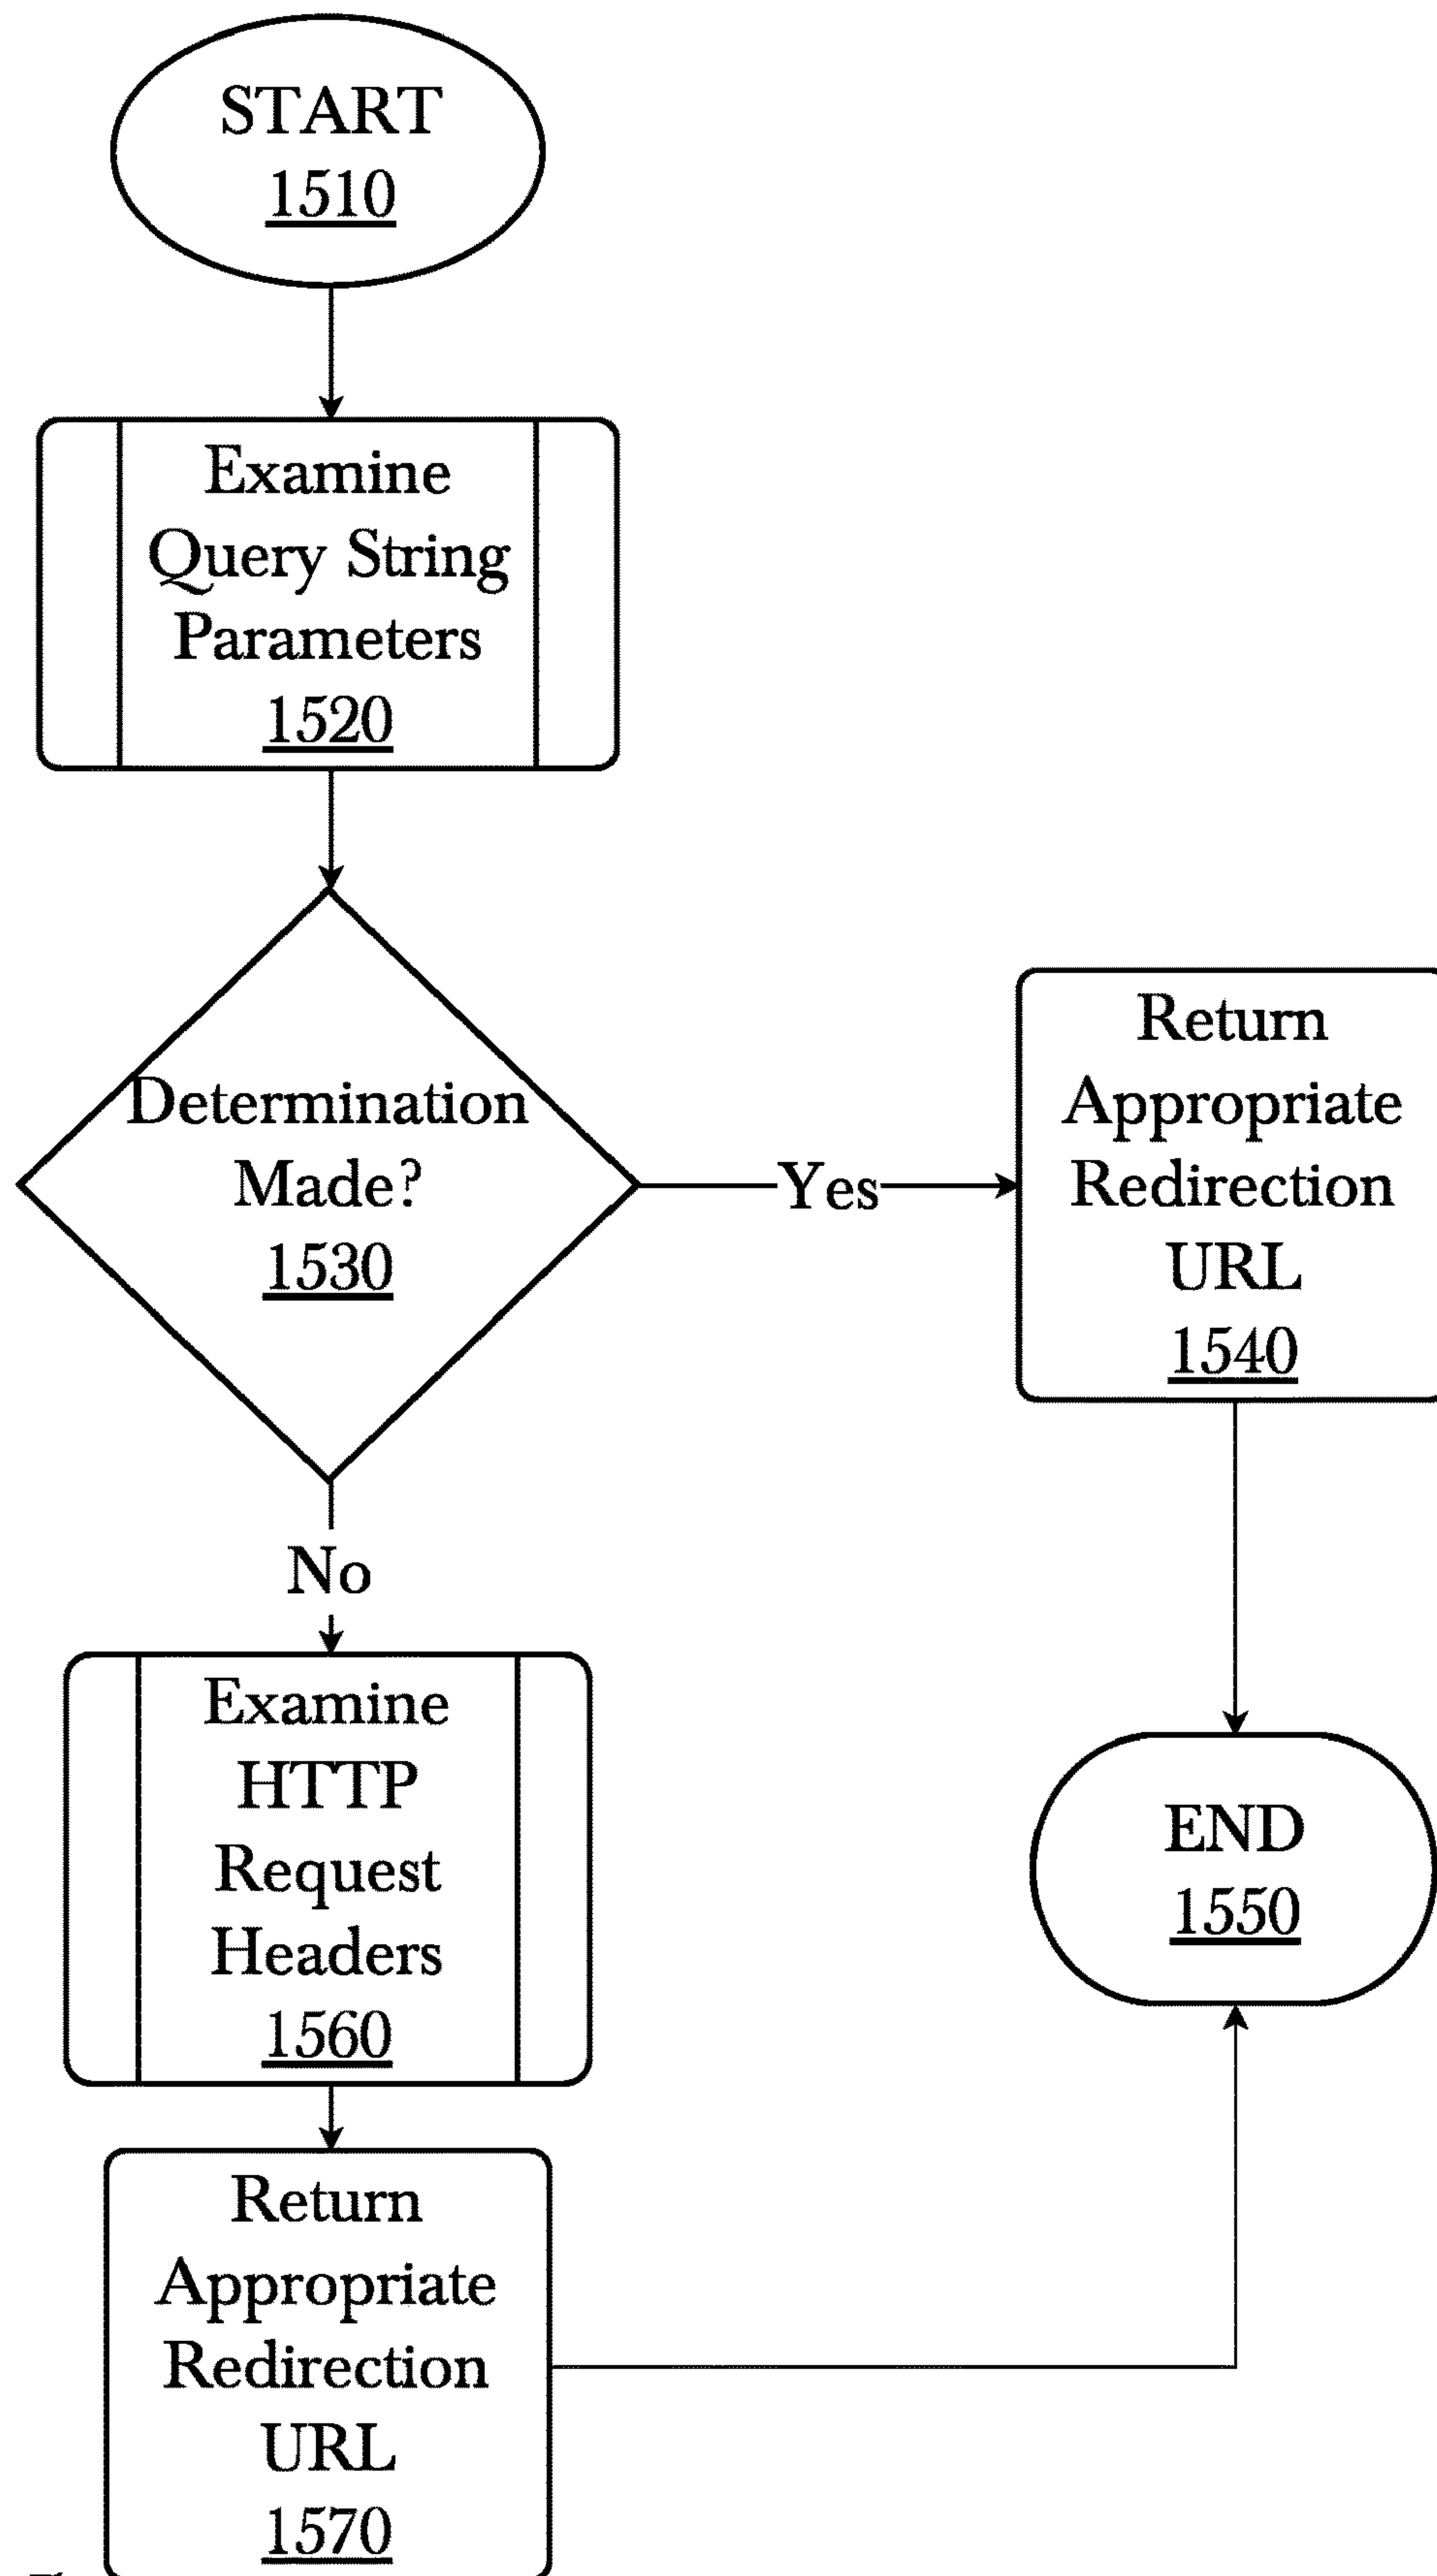 START
1510
Examine
Query String
Parameters
1520
Determination
Made?
1530
Yes
Return
Appropriate
Redirection
URL
1540
No
Examine
HTTP
Request
Headers
1560
END
1550
Return
Appropriate
Redirection
URL
1570